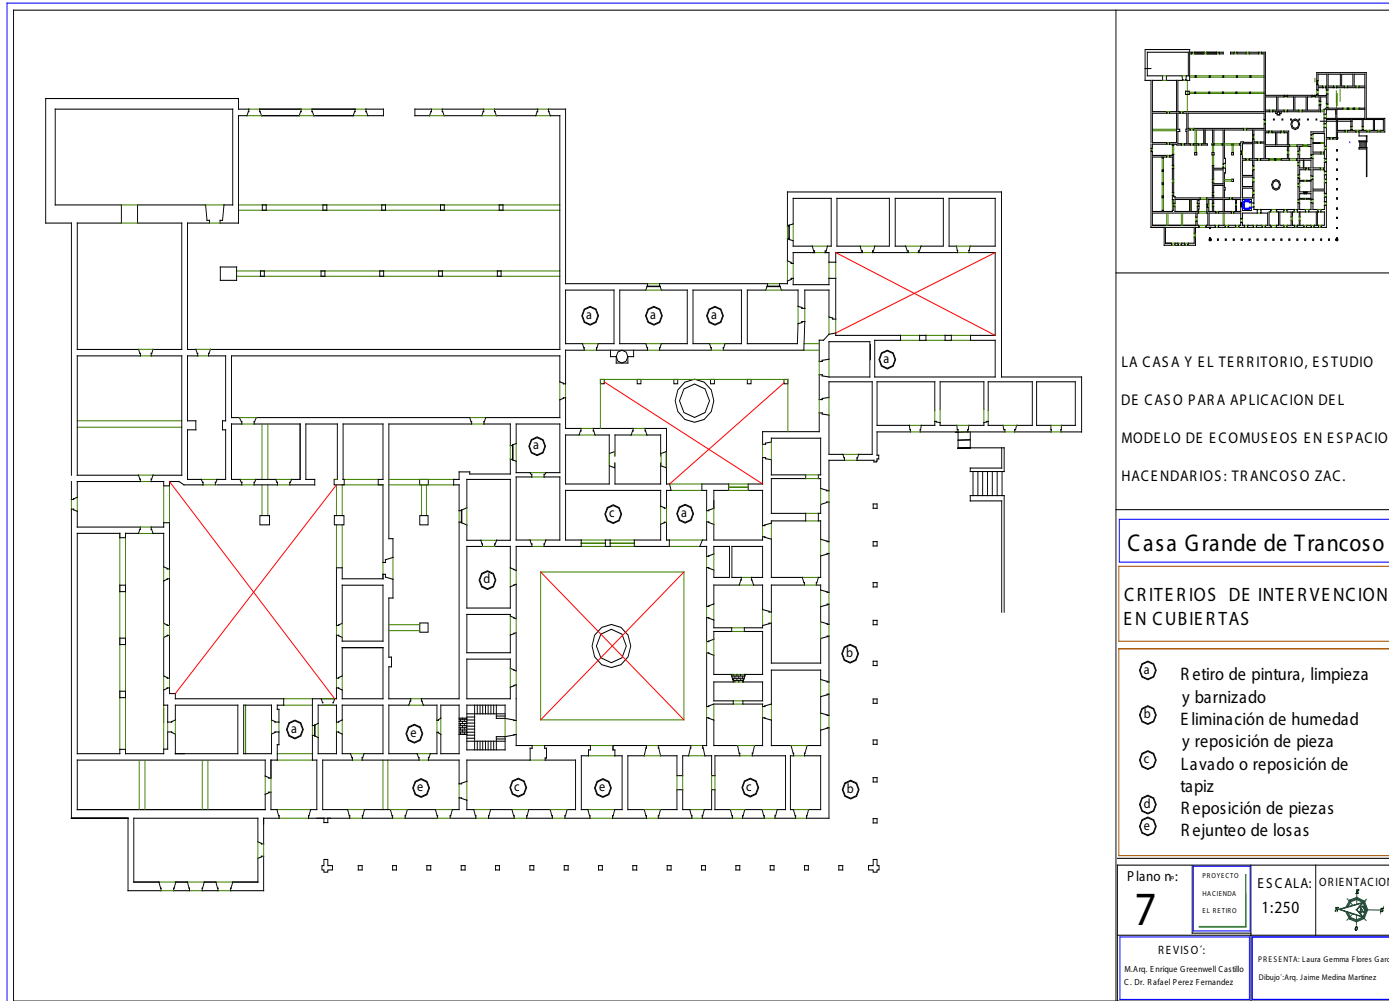 a
a
a
a
a
c
a
d
b
a
e
b
e
c
e
c
LA CASA Y EL TERRITORIO, ESTUDIO
DE CASO PARA APLICACION DEL
MODELO DE ECOMUSEOS EN ESPACIO
HACENDARIOS: TRANCOSO ZAC.
Casa Grande de Trancoso
CRITERIOS DE INTERVENCION
EN CUBIERTAS
a Retiro de pintura, limpieza
y barnizado
b Eliminación de humedad
y reposición de pieza
c Lavado o reposición de
tapiz
d Reposición de piezas
e Rejunteo de losas
Plano nº:
7
PROYECTO
HACIENDA
EL RETIRO
ESCALA:
1:250
ORIENTACION
REVISO´:
M.Arq. Enrique Greenwell Castillo
C. Dr. Rafael Perez Fernandez
PRESENTA: Laura Gemma Flores Garc
Dibujo´:Arq. Jaime Medina Martinez